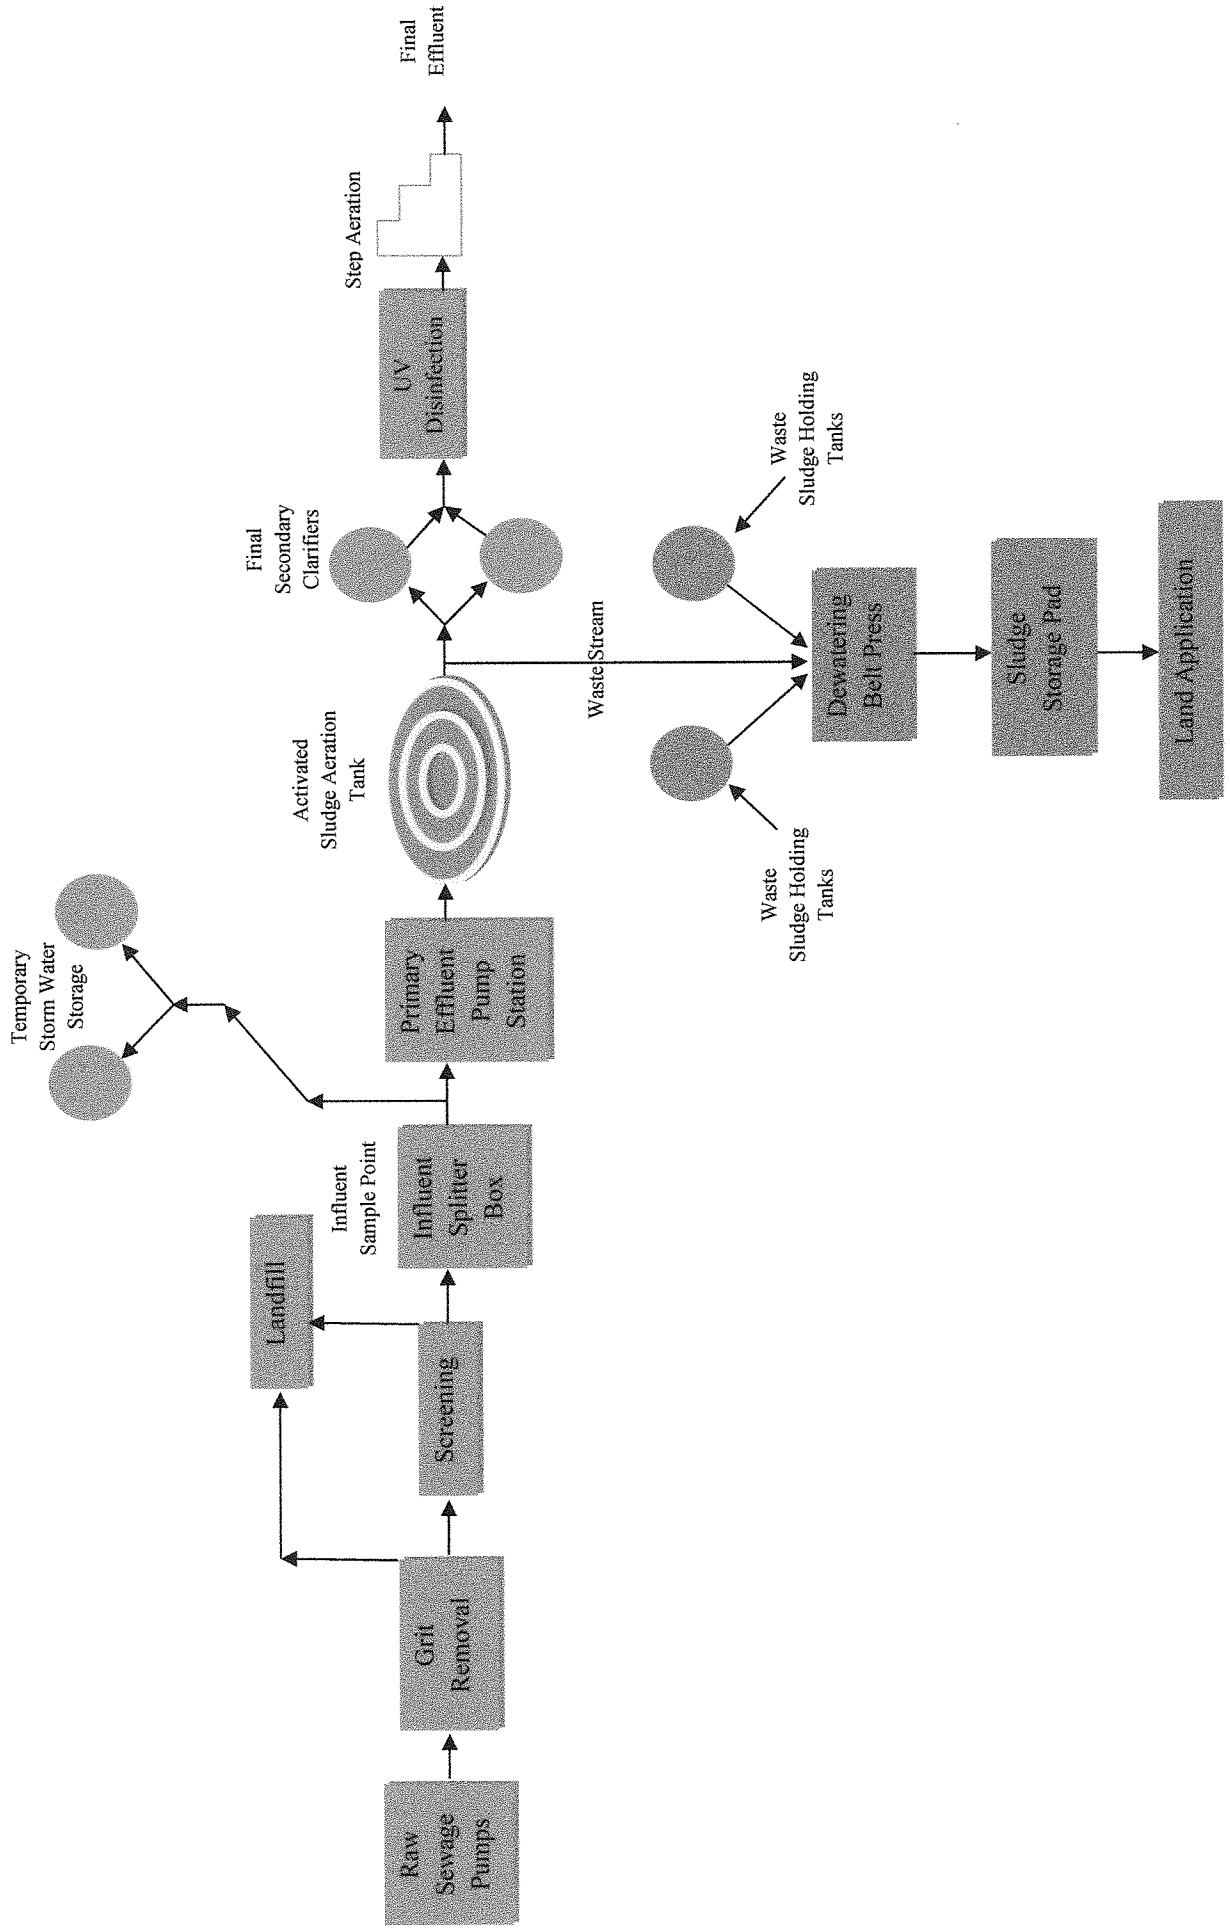 Raw
Sewage
Pumps
Grit
Removal
Screening
Landfill
Influent
Sample Point
Influent
Splitter
Box
Temporary
Storm Water
Storage
Primary
Effluent
Pump
Station
Activated
Sludge Aeration
Tank
Final
Secondary
Clarifiers
UV
Disinfection
Step Aeration
Final
Effluent
Waste Stream
Waste
Sludge Holding
Tanks
Waste
Sludge Holding
Tanks
Dewatering
Belt Press
Sludge
Storage Pad
Land Application